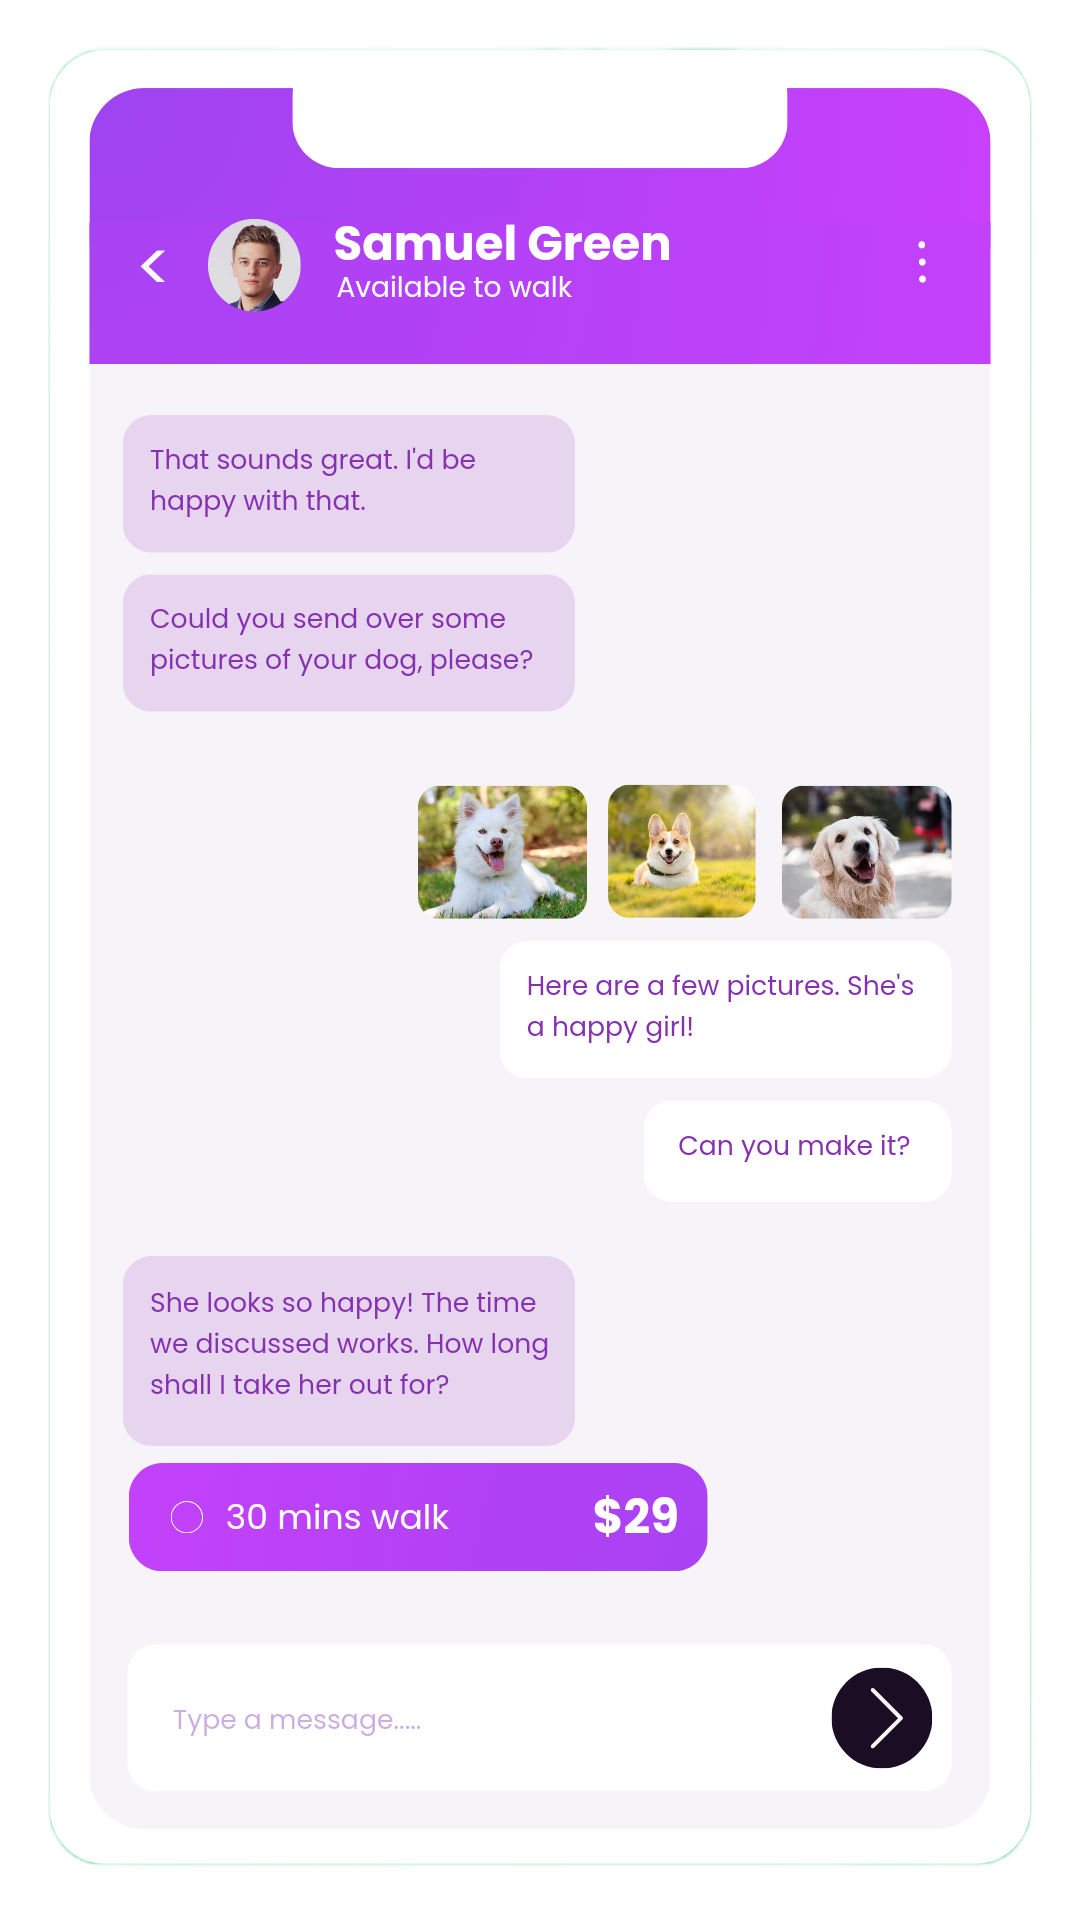 Samuel Green
Available to walk
That sounds great. I'd be
happy with that.
Could you send over some
pictures of your dog, please?
Here are a few pictures. She's
a happy girl!
Can you make it?
She looks so happy! The time
we discussed works. How long
shall I take her out for?
30 mins walk $29
Type a message.....